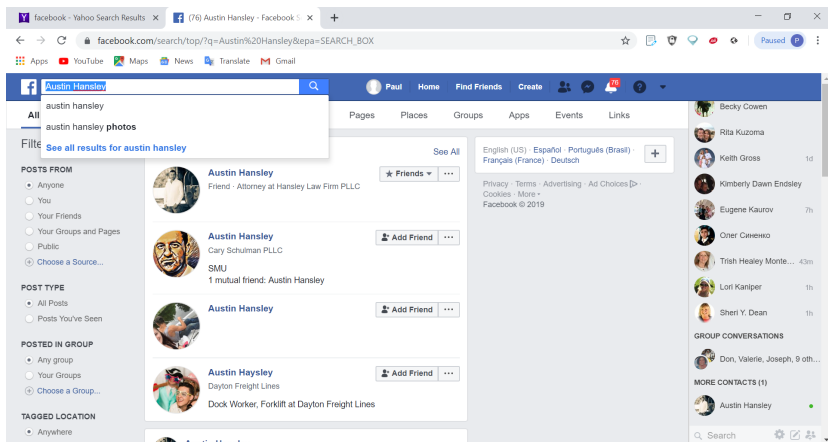 facebook - Yahoo Search Results
(76) Austin Hansley - Facebook S
facebook.com/search/top/?q=Austin%20Hansley&epa=SEARCH_BOX
Paused P
Apps YouTube Maps News Translate Gmail
Austin Hansley
Paul Home Find Friends Create 76
austin hansley
austin hansley photos
See all results for austin hansley
All Pages Places Groups Apps Events Links
Filte
POSTS FROM
Anyone
You
Your Friends
Your Groups and Pages
Public
Choose a Source...
POST TYPE
All Posts
Posts You've Seen
POSTED IN GROUP
Any group
Your Groups
Choose a Group...
TAGGED LOCATION
Anywhere
See All
Austin Hansley
Friend · Attorney at Hansley Law Firm PLLC
Friends
Austin Hansley
Cary Schulman PLLC
SMU
1 mutual friend: Austin Hansley
Add Friend
Austin Hansley
Add Friend
Austin Haysley
Dayton Freight Lines
Dock Worker, Forklift at Dayton Freight Lines
Add Friend
English (US) · Español · Português (Brasil) ·
Français (France) · Deutsch
Privacy · Terms · Advertising · Ad Choices ·
Cookies · More
Facebook © 2019
Becky Cowen
Rita Kuzoma
Keith Gross 1d
Kimberly Dawn Endsley
Eugene Kaurov 7h
Олег Синенко
Trish Healey Monte... 43m
Lori Kaniper 1h
Sheri Y. Dean 1h
GROUP CONVERSATIONS
Don, Valerie, Joseph, 9 oth...
MORE CONTACTS (1)
Austin Hansley
Search